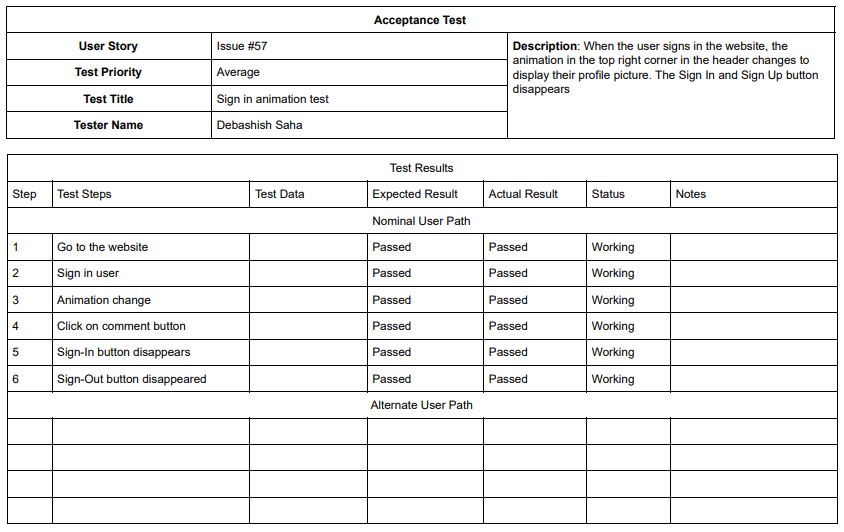 Acceptance Test
User Story Issue #57
Description: When the user signs in the website, the
animation in the top right corner in the header changes to
display their profile picture. The Sign In and Sign Up button
disappears
Test Priority Average
Test Title Sign in animation test
Tester Name Debashish Saha
Test Results
Step Test Steps Test Data Expected Result Actual Result Status Notes
Nominal User Path
1 Go to the website Passed Passed Working
2 Sign in user Passed Passed Working
3 Animation change Passed Passed Working
4 Click on comment button Passed Passed Working
5 Sign-In button disappears Passed Passed Working
6 Sign-Out button disappeared Passed Passed Working
Alternate User Path